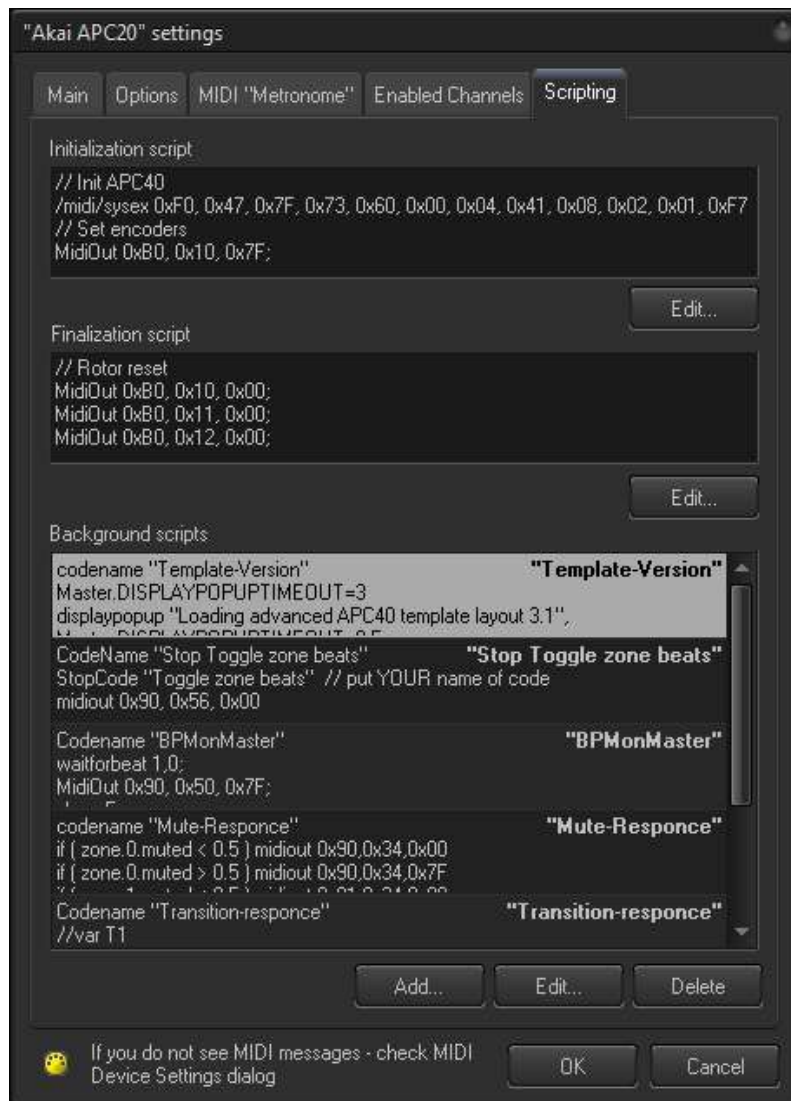 "Akai APC20" settings
Main Options MIDI "Metronome" Enabled Channels Scripting
Initialization script
// Init APC40
/midi/sysex 0xF0, 0x47, 0x7F, 0x73, 0x60, 0x00, 0x04, 0x41, 0x08, 0x02, 0x01, 0xF7
// Set encoders
MidiOut 0xB0, 0x10, 0x7F;
Edit...
Finalization script
// Rotor reset
MidiOut 0xB0, 0x10, 0x00;
MidiOut 0xB0, 0x11, 0x00;
MidiOut 0xB0, 0x12, 0x00;
Edit...
Background scripts
codename "Template-Version" "Template-Version"
Master.DISPLAYPOPUPTIMEOUT=3
displaypopup "Loading advanced APC40 template layout 3.1",
CodeName "Stop Toggle zone beats" "Stop Toggle zone beats"
StopCode "Toggle zone beats" // put YOUR name of code
midiout 0x90, 0x56, 0x00
Codename "BPMonMaster" "BPMonMaster"
waitforbeat 1,0;
MidiOut 0x90, 0x50, 0x7F;
codename "Mute-Responce" "Mute-Responce"
if ( zone.0.muted < 0.5 ) midiout 0x90,0x34,0x00
if ( zone.0.muted > 0.5 ) midiout 0x90,0x34,0x7F
Codename "Transition-responce" "Transition-responce"
//var T1
Add... Edit... Delete
If you do not see MIDI messages - check MIDI
Device Settings dialog
OK Cancel